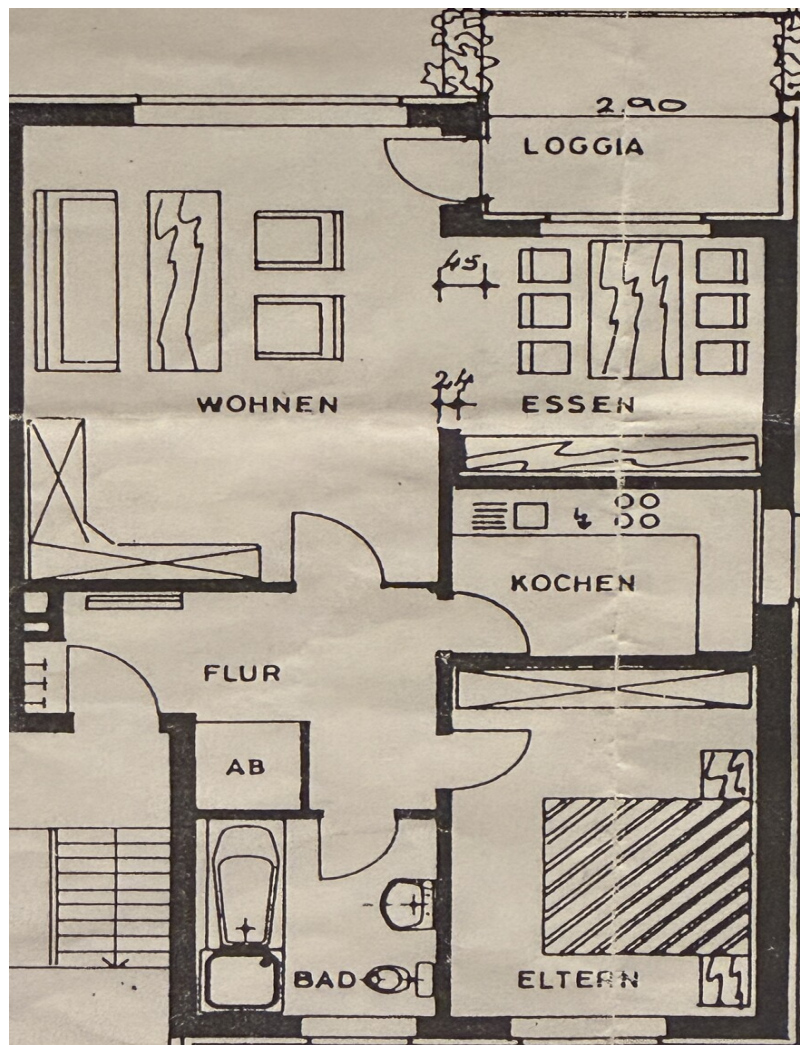 2.90
LOGGIA
45
24
WOHNEN
ESSEN
KOCHEN
FLUR
AB
BAD
ELTERN